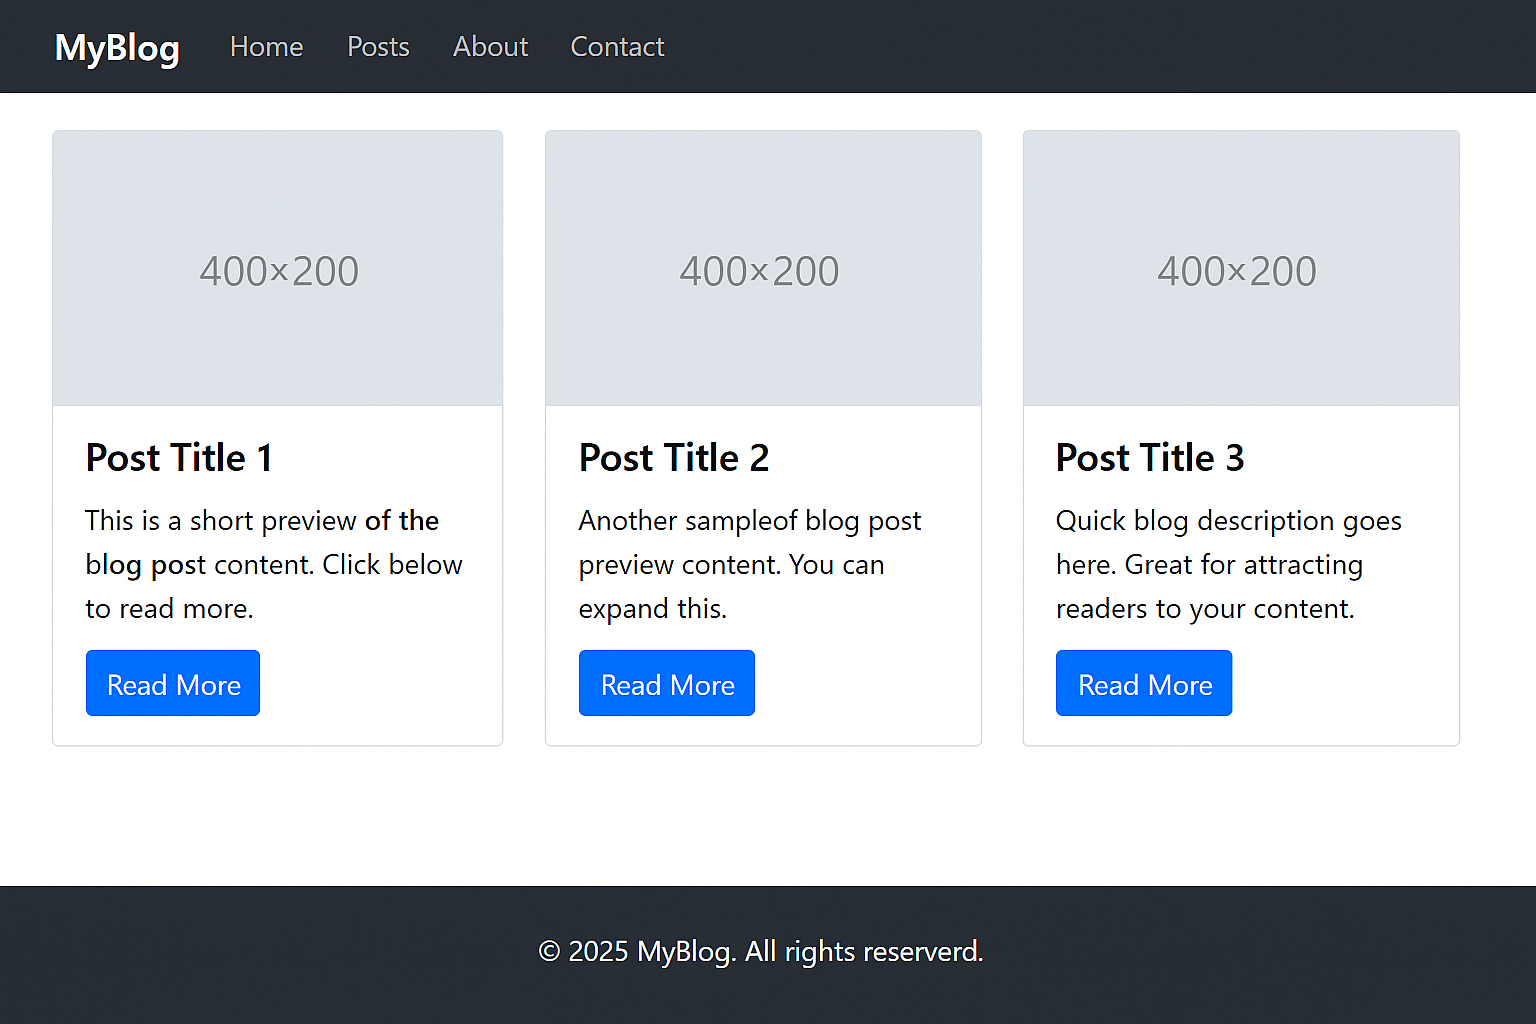 MyBlog Home Posts About Contact
400×200
400×200
400×200
Post Title 1
This is a short preview of the
blog post content. Click below
to read more.
Read More
Post Title 2
Another sampleof blog post
preview content. You can
expand this.
Read More
Post Title 3
Quick blog description goes
here. Great for attracting
readers to your content.
Read More
© 2025 MyBlog. All rights reserverd.